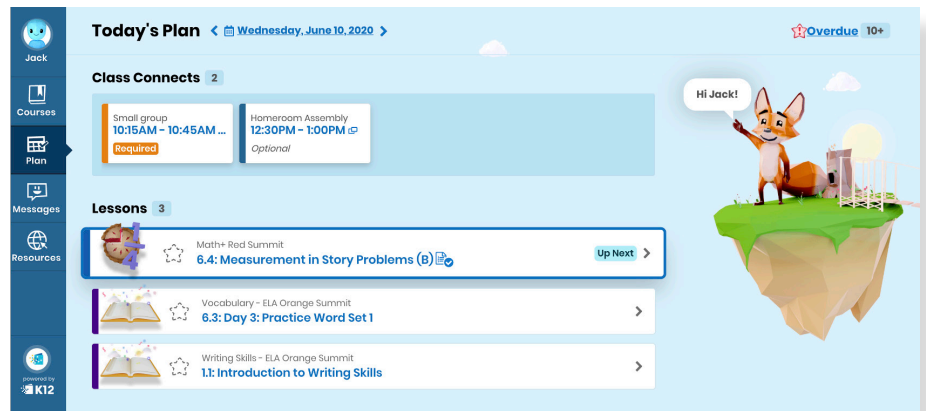 Jack
Courses
Plan
Messages
Resources
powered by
K12
Today's Plan
Wednesday, June 10, 2020
Overdue 10+
Class Connects 2
Small group
10:15AM - 10:45AM ...
Required
Homeroom Assembly
12:30PM - 1:00PM
Optional
Hi Jack!
Lessons 3
Math+ Red Summit
6.4: Measurement in Story Problems (B)
Up Next
Vocabulary - ELA Orange Summit
6.3: Day 3: Practice Word Set 1
Writing Skills - ELA Orange Summit
1.1: Introduction to Writing Skills